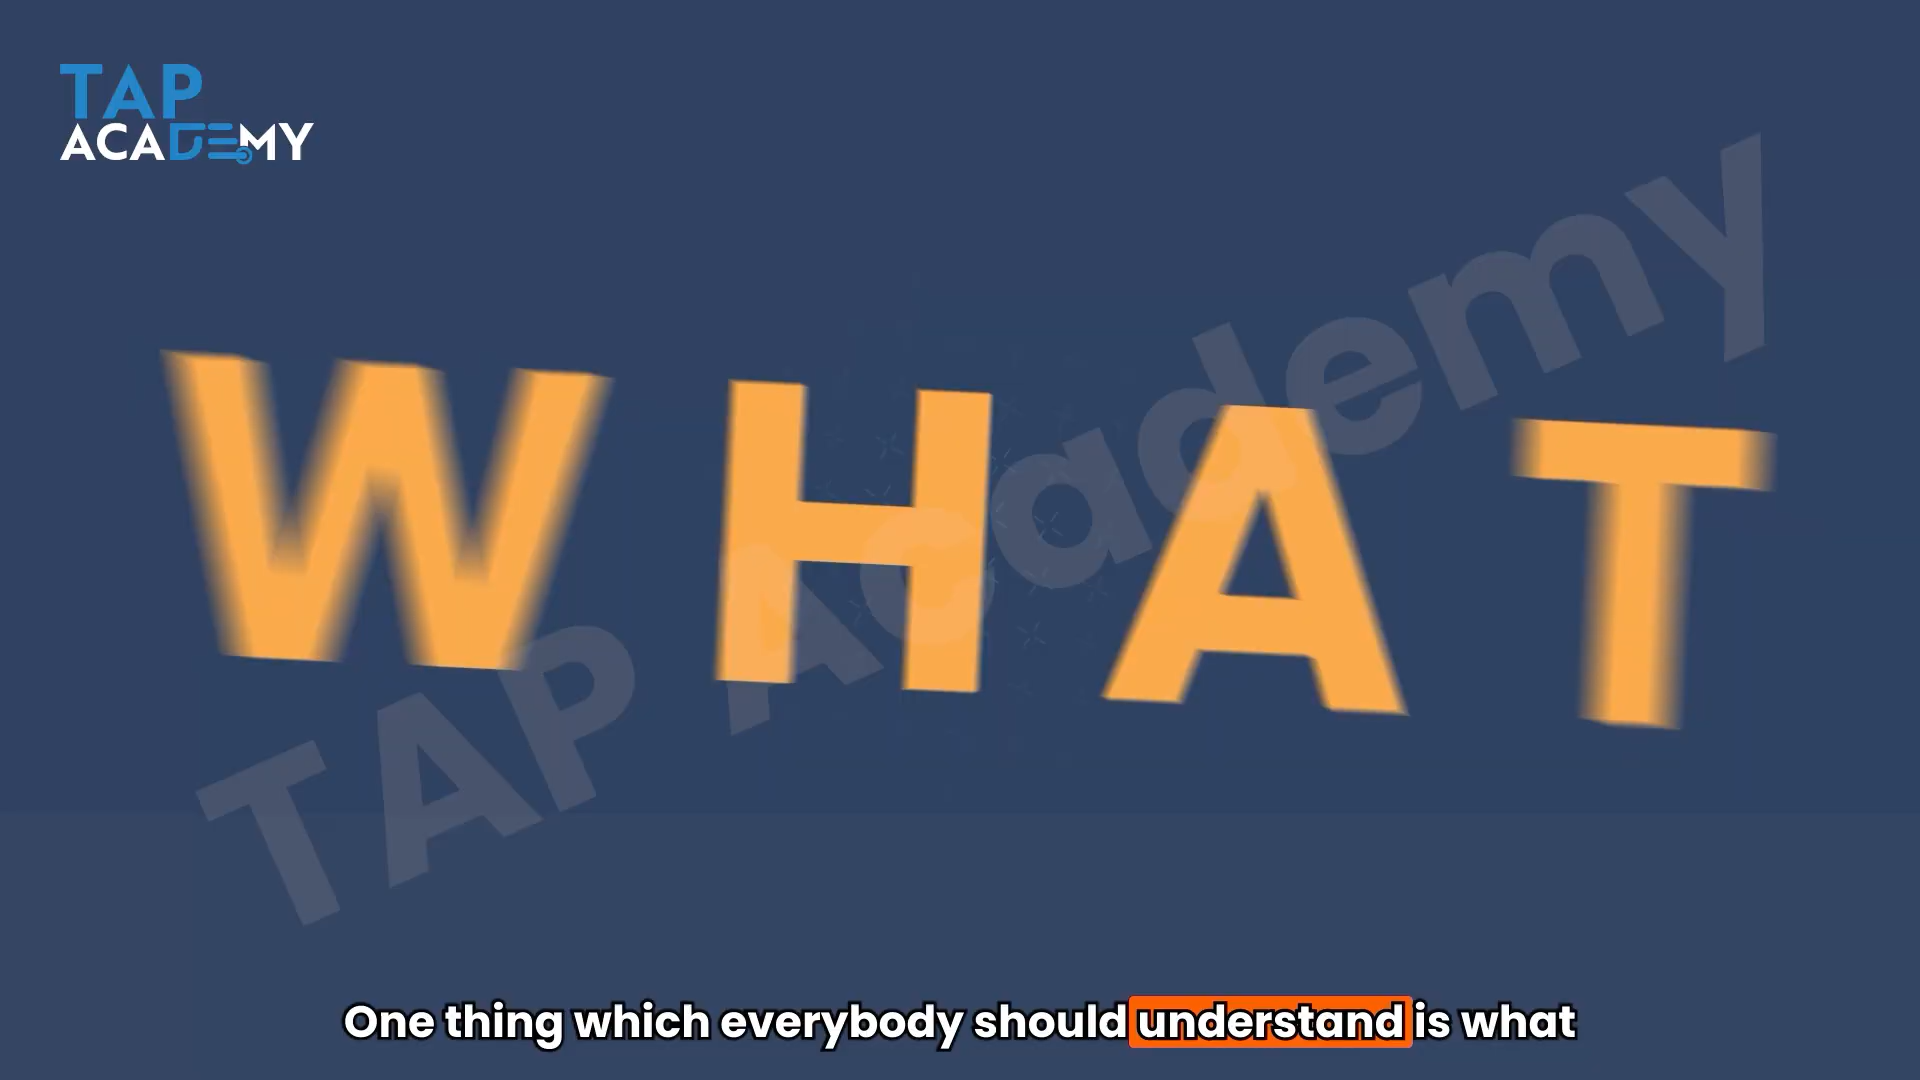 TAP
ACADEMY
WHAT
TAP Academy
One thing which everybody should understand is what